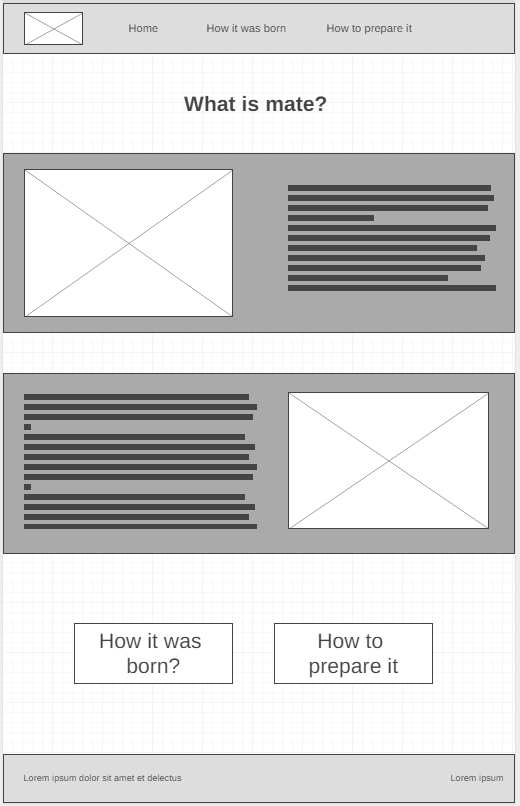 Home How it was born How to prepare it
What is mate?
How it was
born?
How to
prepare it
Lorem ipsum dolor sit amet et delectus Lorem ipsum